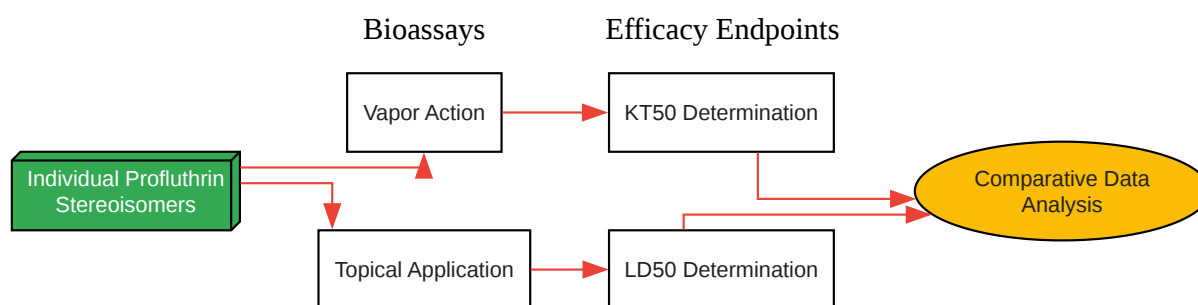 Bioassays
Efficacy Endpoints
Vapor Action
KT50 Determination
Individual Profluthrin
Stereoisomers
Comparative Data
Analysis
Topical Application
LD50 Determination